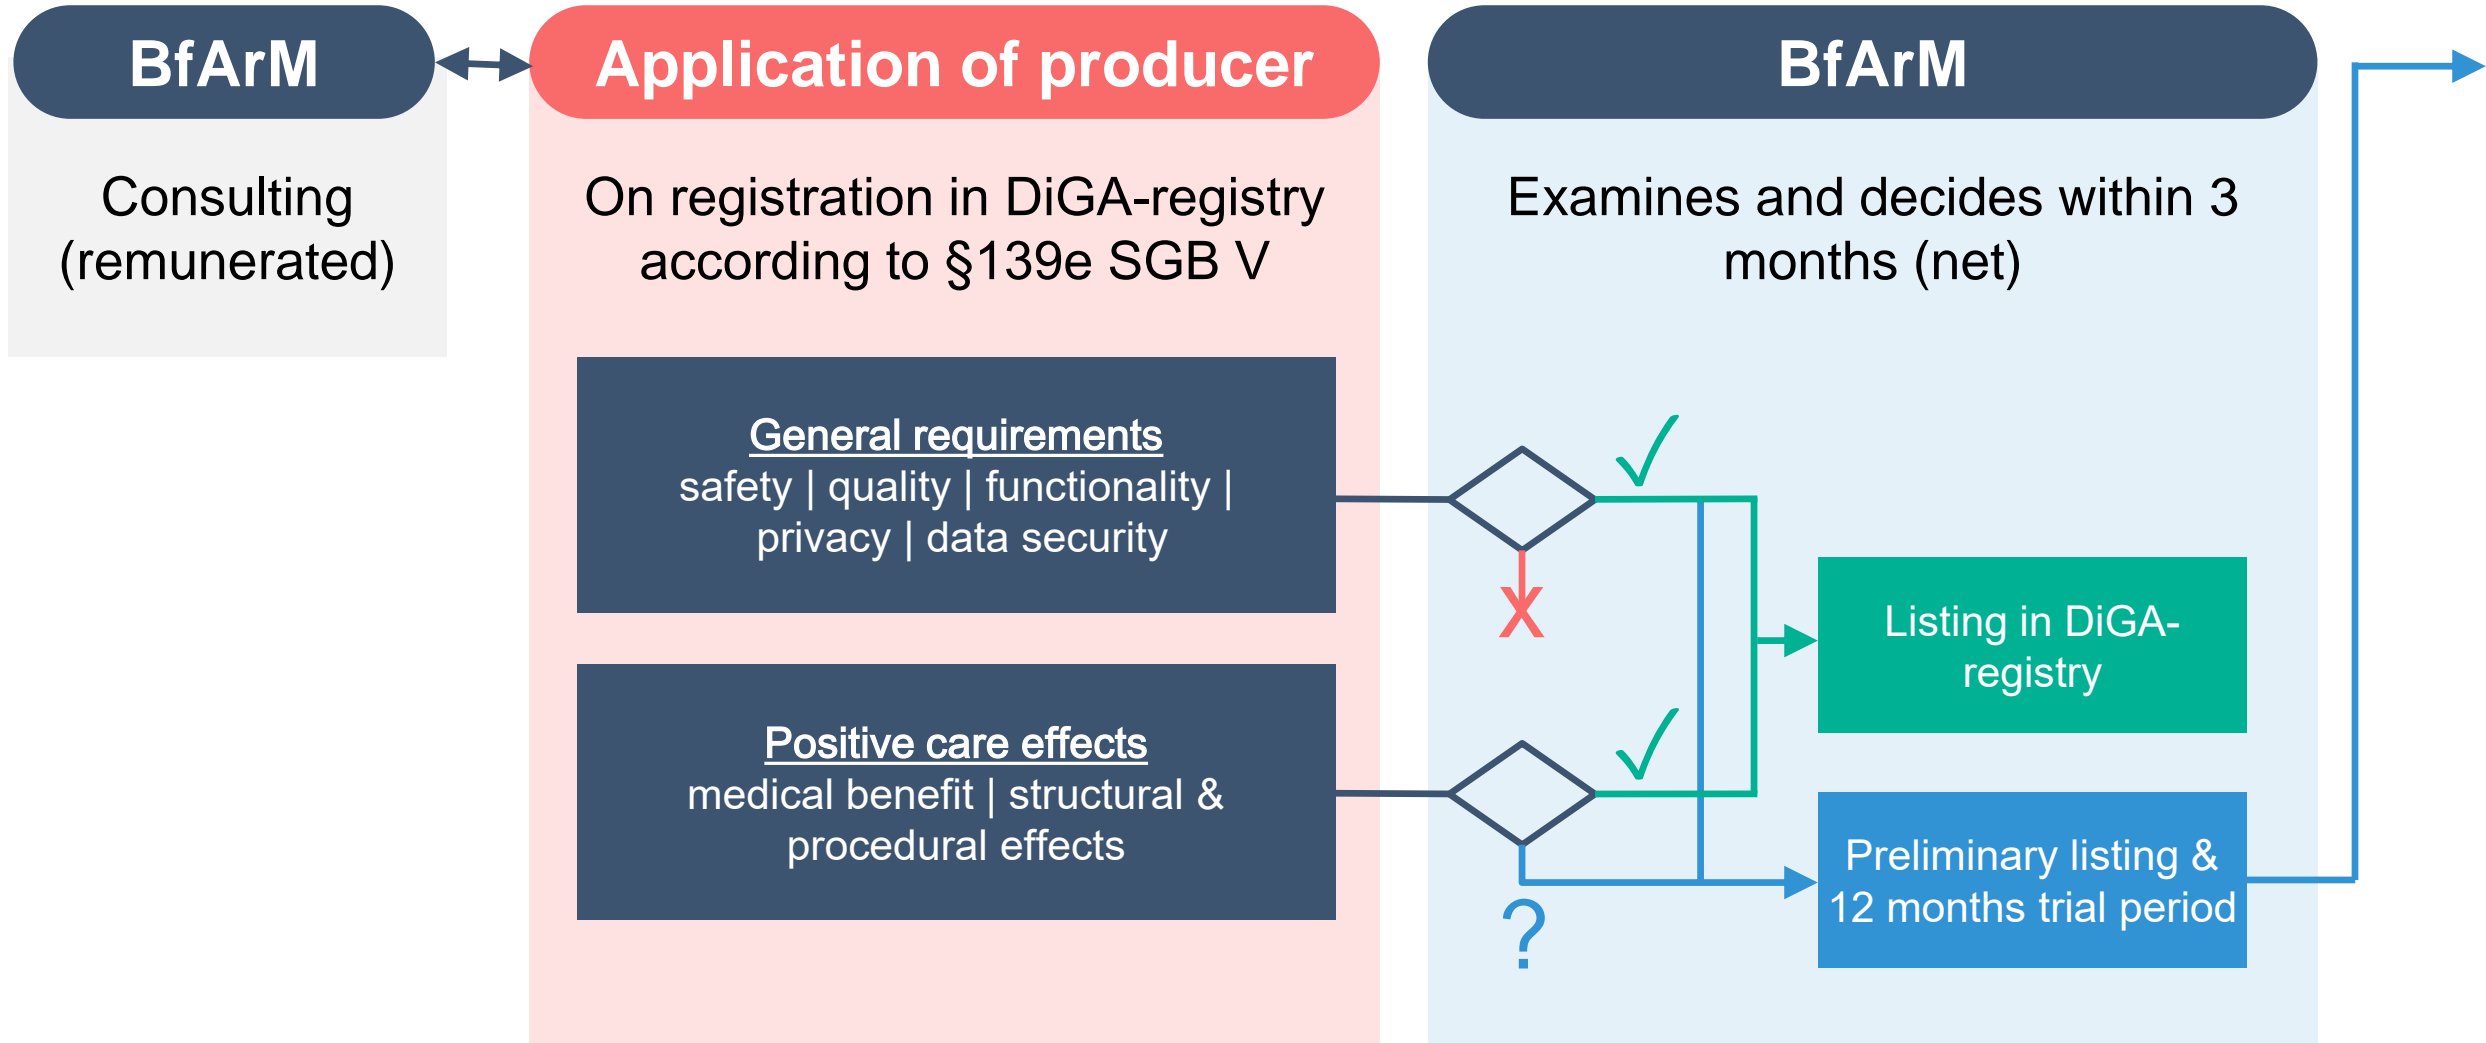 BfArM
Consulting
(remunerated)
Application of producer
On registration in DiGA-registry
according to §139e SGB V
General requirements
safety | quality | functionality |
privacy | data security
Positive care effects
medical benefit | structural &
procedural effects
BfArM
Examines and decides within 3
months (net)
X
?
Listing in DiGA-
registry
Preliminary listing &
12 months trial period